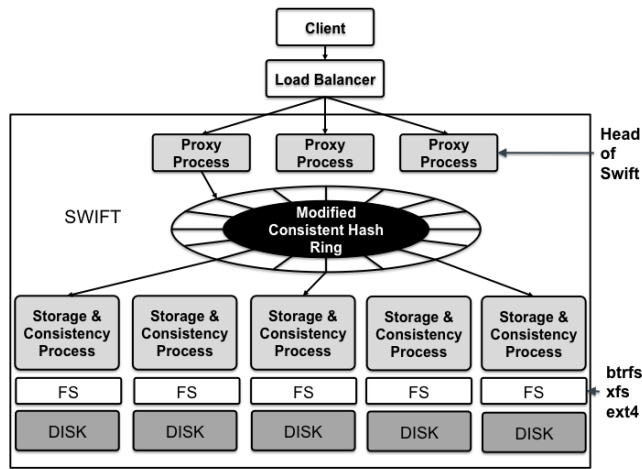 Client
Load Balancer
Proxy
Process
Proxy
Process
Proxy
Process
Head
of
Swift
SWIFT
Modified
Consistent Hash
Ring
Storage &
Consistency
Process
Storage &
Consistency
Process
Storage &
Consistency
Process
Storage &
Consistency
Process
Storage &
Consistency
Process
FS
FS
FS
FS
FS
btrfs
xfs
ext4
DISK
DISK
DISK
DISK
DISK